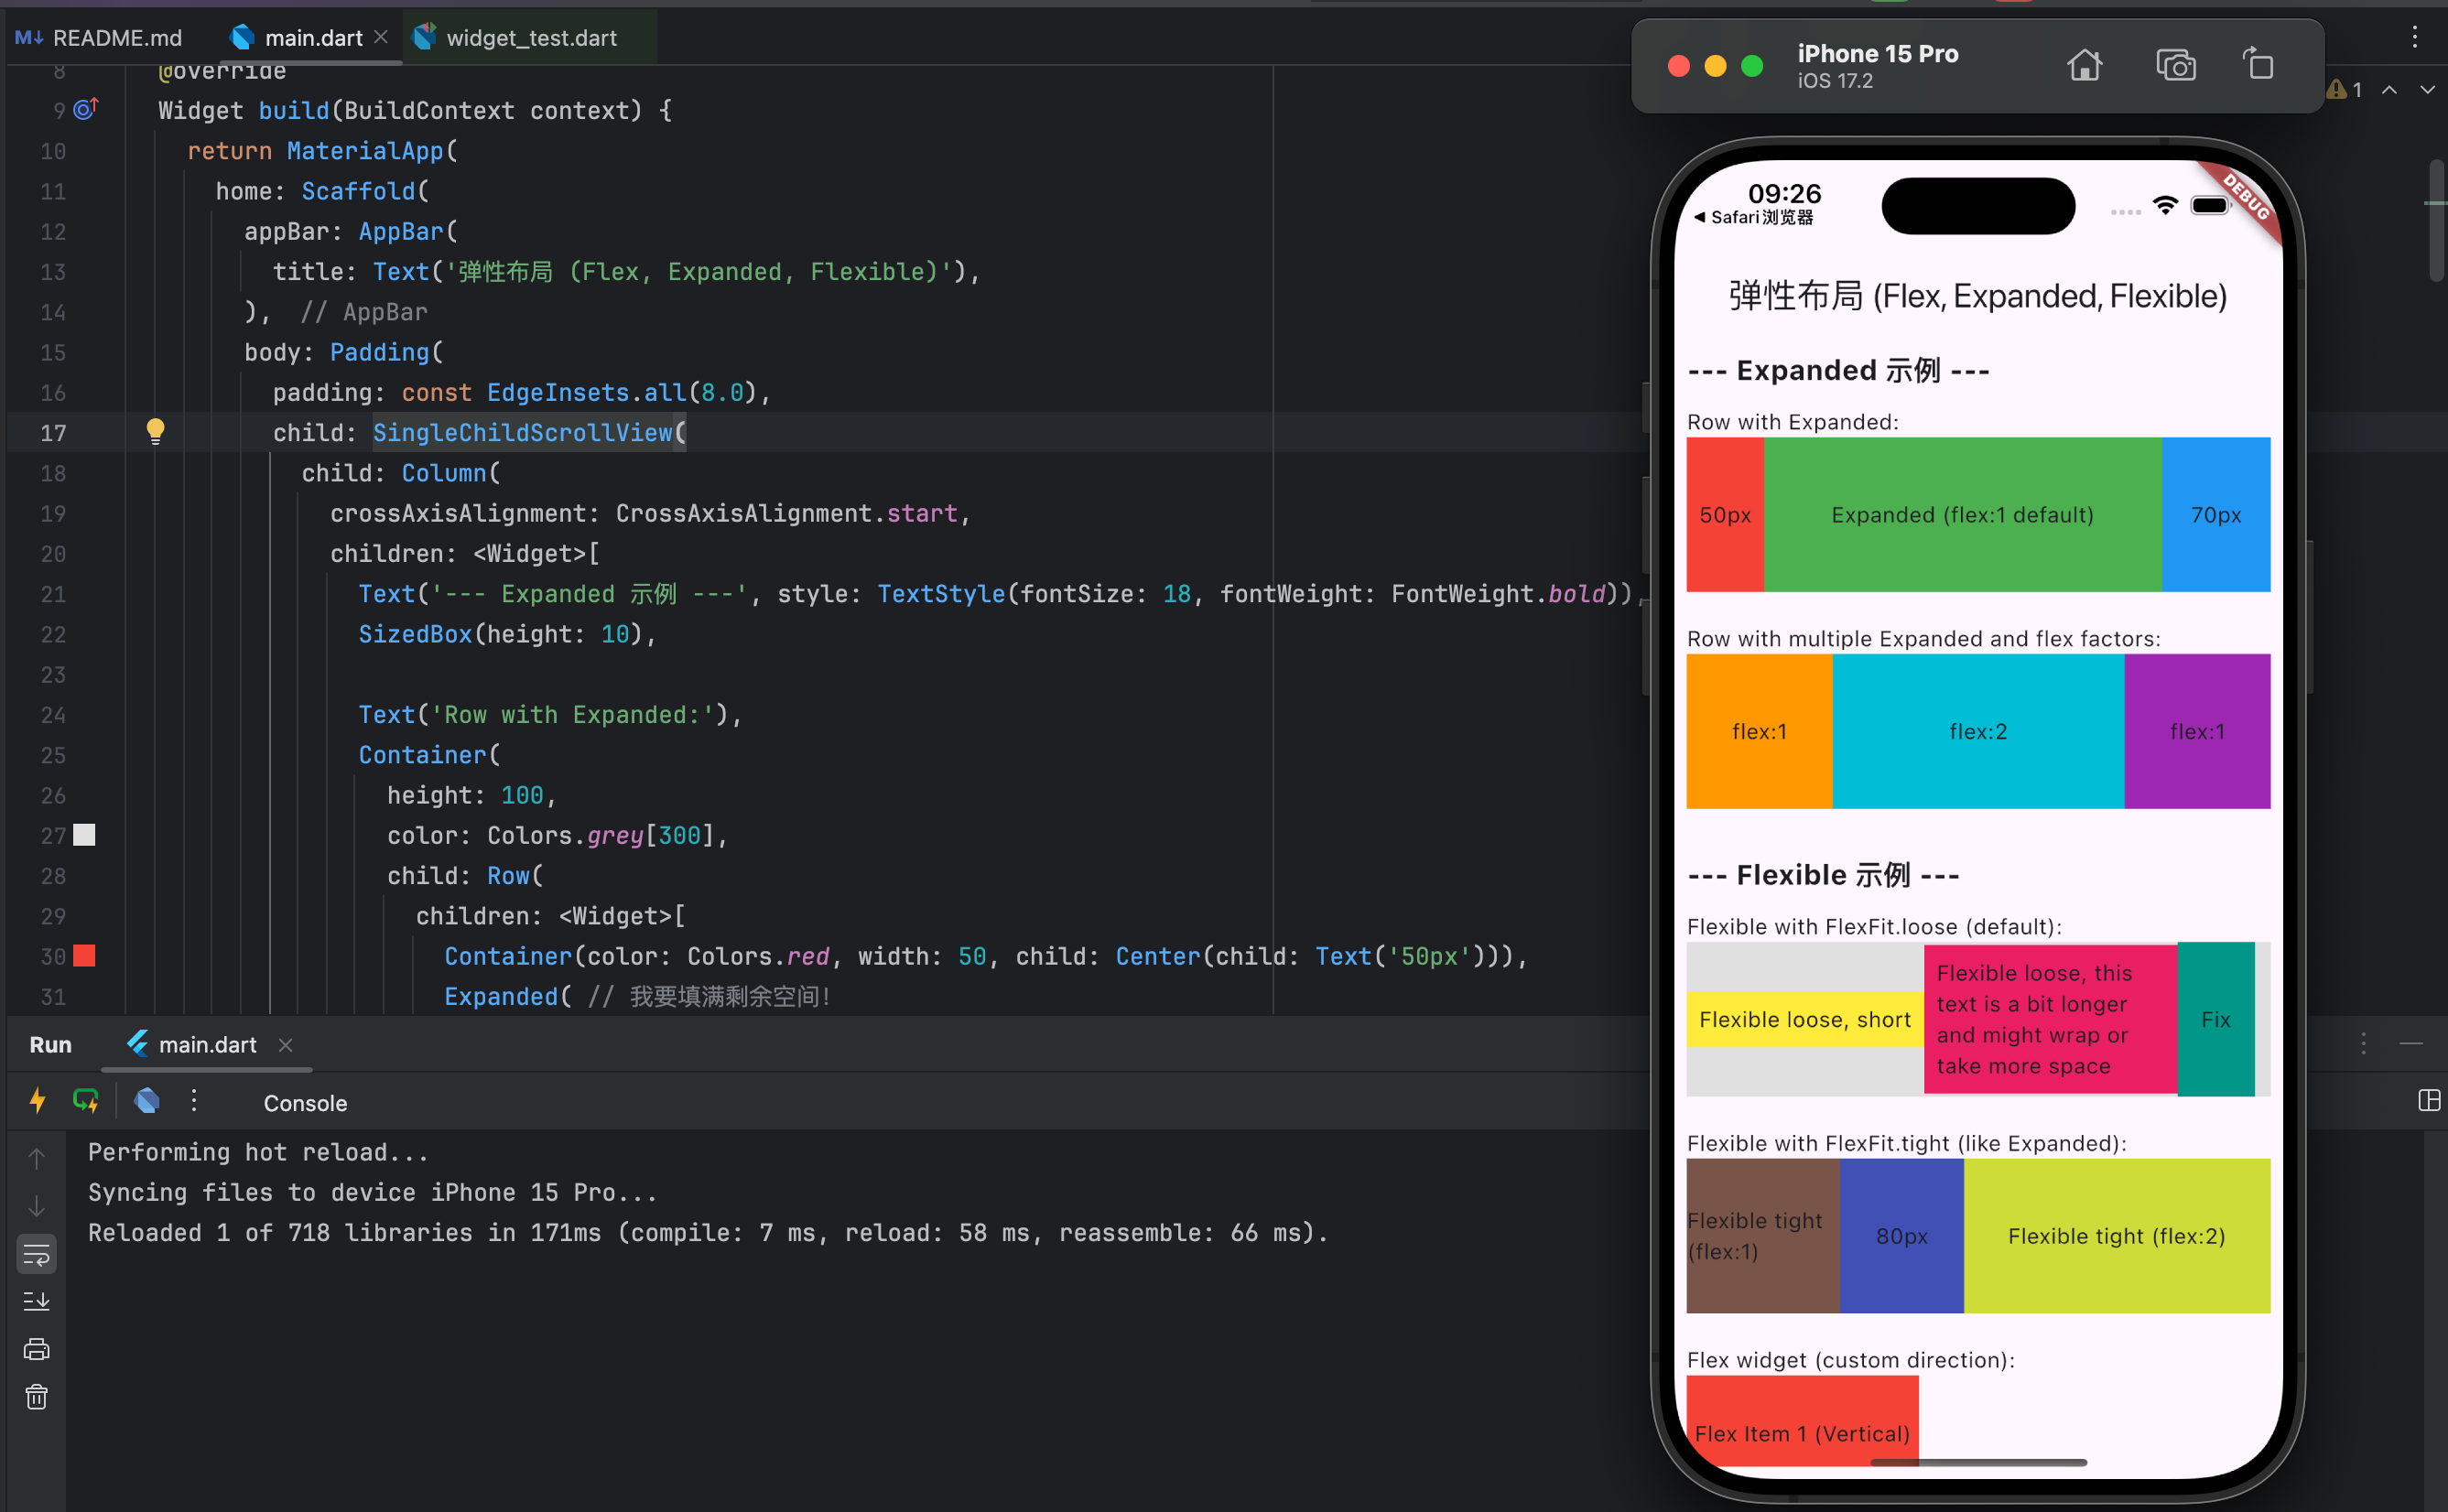 README.md
main.dart
widget_test.dart
8 @override
9 Widget build(BuildContext context) {
10 return MaterialApp(
11 home: Scaffold(
12 appBar: AppBar(
13 title: Text('弹性布局 (Flex, Expanded, Flexible)'),
14 ), // AppBar
15 body: Padding(
16 padding: const EdgeInsets.all(8.0),
17 child: SingleChildScrollView(
18 child: Column(
19 crossAxisAlignment: CrossAxisAlignment.start,
20 children: <Widget>[
21 Text('--- Expanded 示例 ---', style: TextStyle(fontSize: 18, fontWeight: FontWeight.bold)),
22 SizedBox(height: 10),
23
24 Text('Row with Expanded:'),
25 Container(
26 height: 100,
27 color: Colors.grey[300],
28 child: Row(
29 children: <Widget>[
30 Container(color: Colors.red, width: 50, child: Center(child: Text('50px'))),
31 Expanded( // 我要填满剩余空间！
1
Run
main.dart
Console
Performing hot reload...
Syncing files to device iPhone 15 Pro...
Reloaded 1 of 718 libraries in 171ms (compile: 7 ms, reload: 58 ms, reassemble: 66 ms).
iPhone 15 Pro
iOS 17.2
09:26
Safari浏览器
DEBUG
弹性布局 (Flex, Expanded, Flexible)
--- Expanded 示例 ---
Row with Expanded:
50px
Expanded (flex:1 default)
70px
Row with multiple Expanded and flex factors:
flex:1
flex:2
flex:1
--- Flexible 示例 ---
Flexible with FlexFit.loose (default):
Flexible loose, short
Flexible loose, this
text is a bit longer
and might wrap or
take more space
Fix
Flexible with FlexFit.tight (like Expanded):
Flexible tight
(flex:1)
80px
Flexible tight (flex:2)
Flex widget (custom direction):
Flex Item 1 (Vertical)